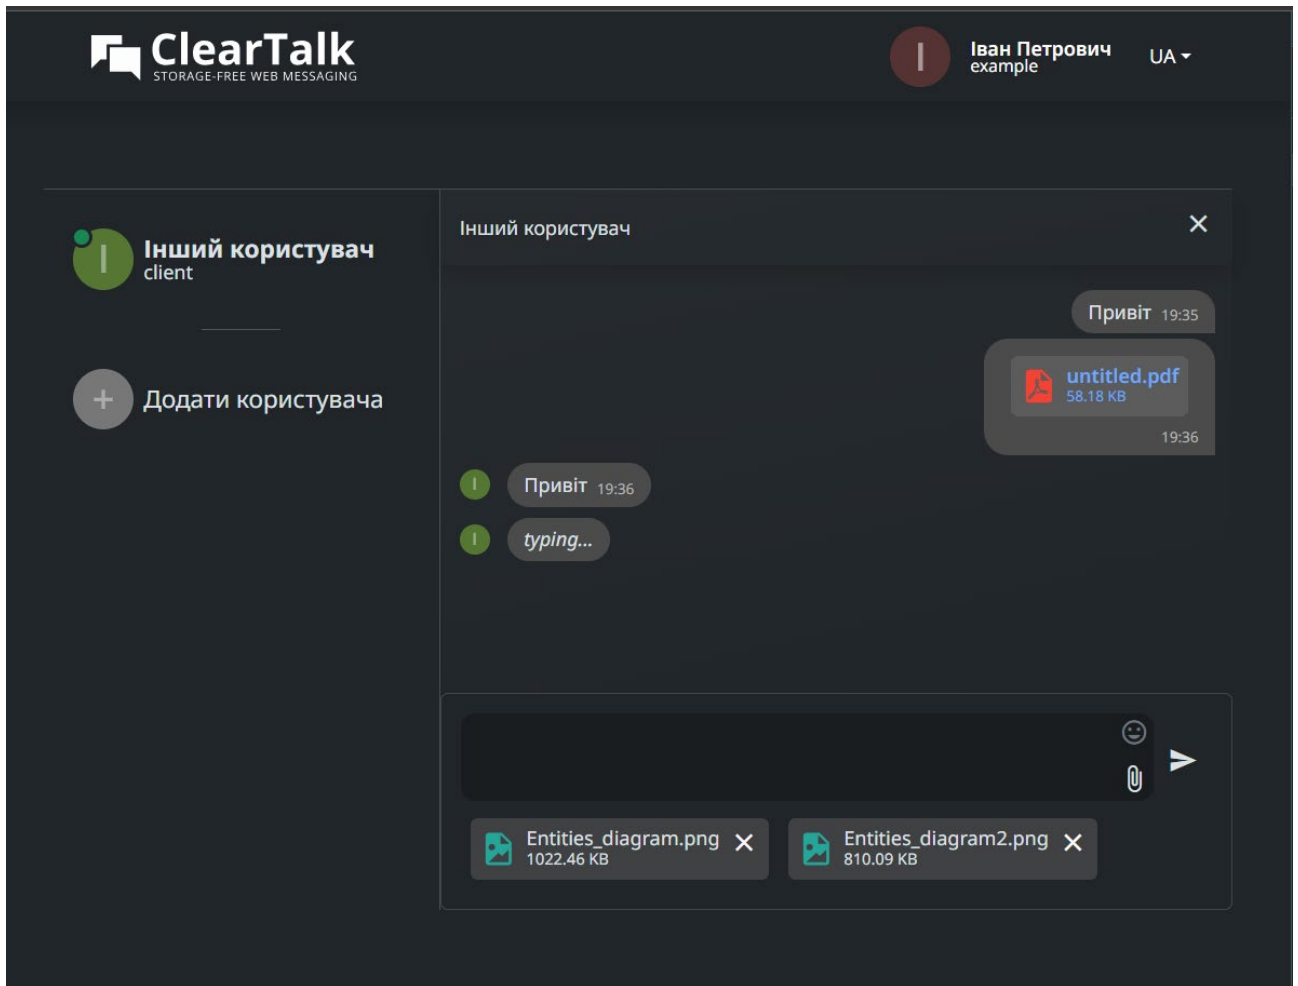 ClearTalk
STORAGE-FREE WEB MESSAGING
І
Іван Петрович
example
UA
І
Інший користувач
client
+
Додати користувача
Інший користувач
Привіт 19:35
untitled.pdf
58.18 KB
19:36
І
Привіт 19:36
І
typing...
Entities_diagram.png
1022.46 KB
Entities_diagram2.png
810.09 KB